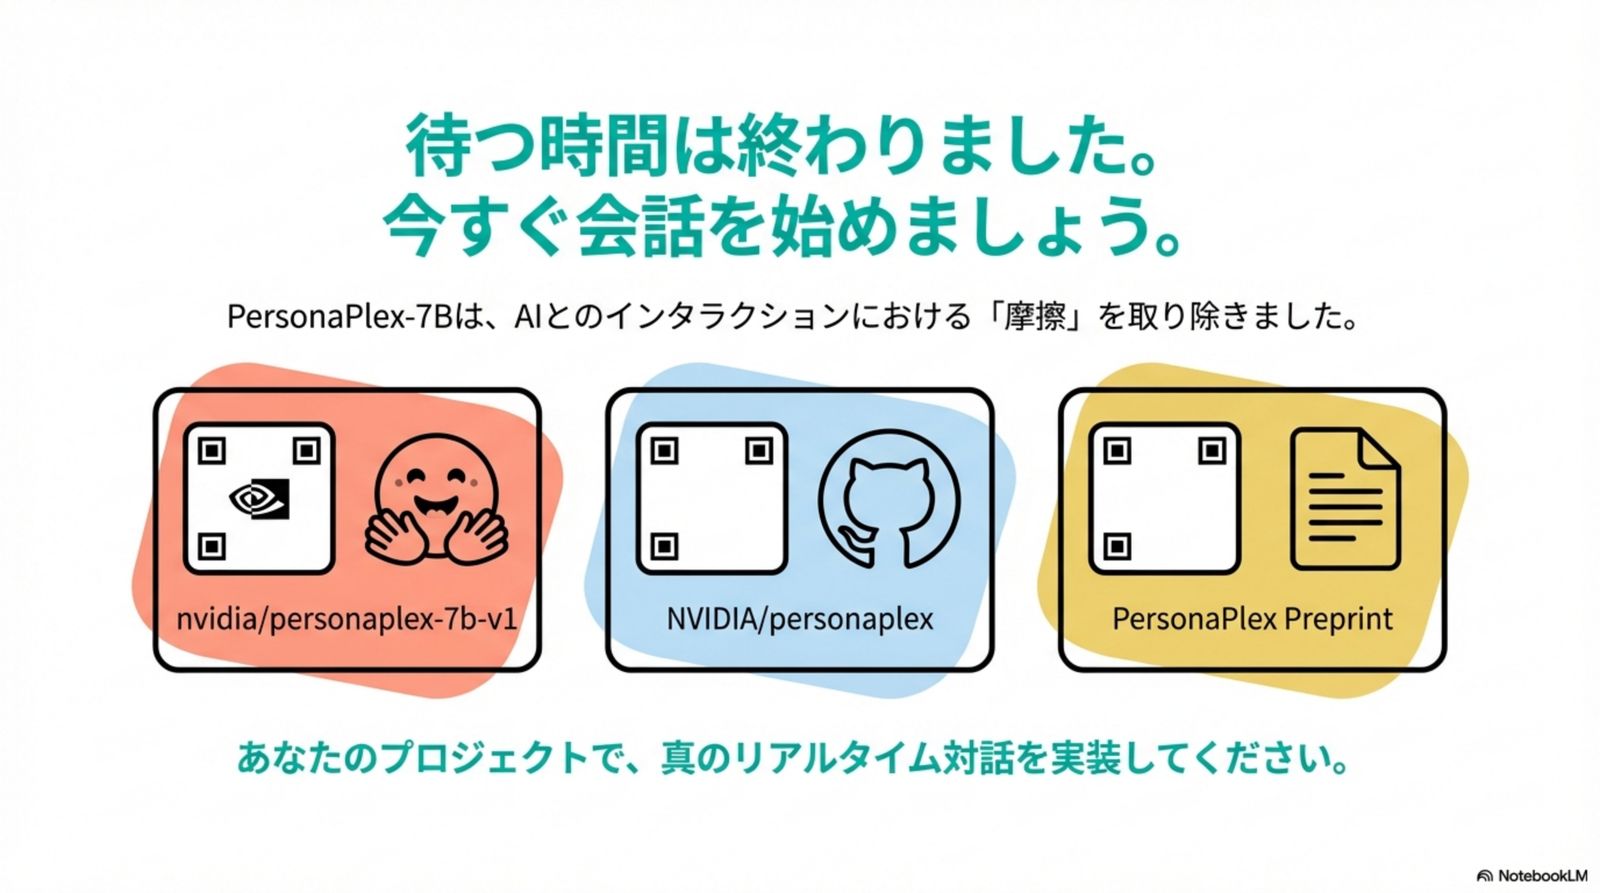 待つ時間は終わりました。
今すぐ会話を始めましょう。
PersonaPlex-7Bは、AIとのインタラクションにおける「摩擦」を取り除きました。
nvidia/personaplex-7b-v1
NVIDIA/personaplex
PersonaPlex Preprint
あなたのプロジェクトで、真のリアルタイム対話を実装してください。
NotebookLM